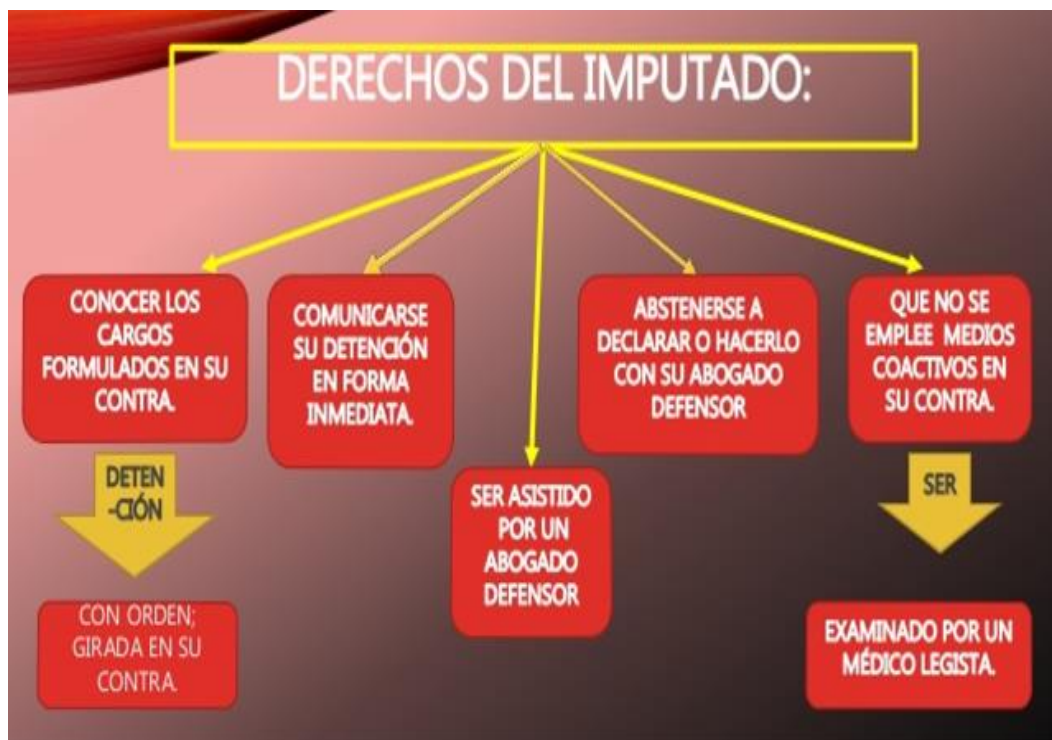 DERECHOS DEL IMPUTADO:
CONOCER LOS
CARGOS
FORMULADOS EN SU
CONTRA.
COMUNICARSE
SU DETENCIÓN
EN FORMA
INMEDIATA.
SER ASISTIDO
POR UN
ABOGADO
DEFENSOR
ABSTENERSE A
DECLARAR O HACERLO
CON SU ABOGADO
DEFENSOR
QUE NO SE
EMPLEE MEDIOS
COACTIVOS EN
SU CONTRA.
DETEN
-CIÓN
SER
CON ORDEN;
GIRADA EN SU
CONTRA.
EXAMINADO POR UN
MÉDICO LEGISTA.